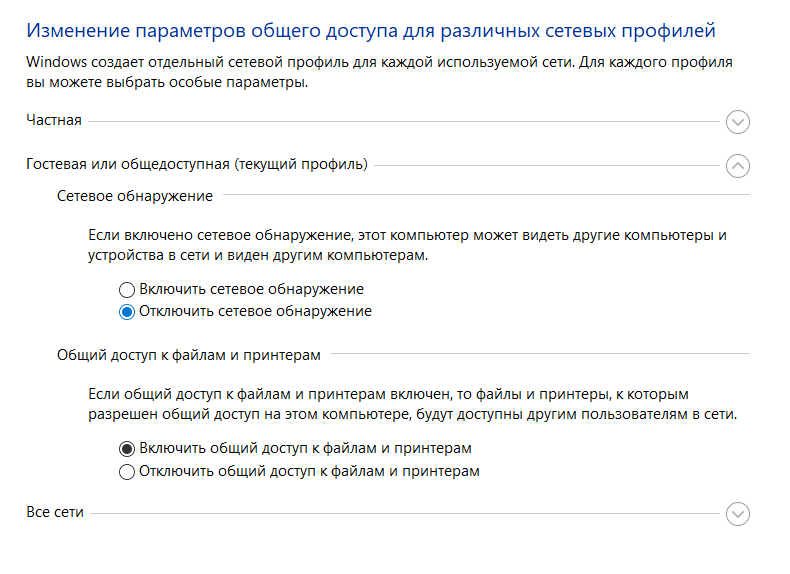 Изменение параметров общего доступа для различных сетевых профилей
Windows создает отдельный сетевой профиль для каждой используемой сети. Для каждого профиля
вы можете выбрать особые параметры.
Частная
Гостевая или общедоступная (текущий профиль)
Сетевое обнаружение
Если включено сетевое обнаружение, этот компьютер может видеть другие компьютеры и
устройства в сети и виден другим компьютерам.
Включить сетевое обнаружение
Отключить сетевое обнаружение
Общий доступ к файлам и принтерам
Если общий доступ к файлам и принтерам включен, то файлы и принтеры, к которым
разрешен общий доступ на этом компьютере, будут доступны другим пользователям в сети.
Включить общий доступ к файлам и принтерам
Отключить общий доступ к файлам и принтерам
Все сети